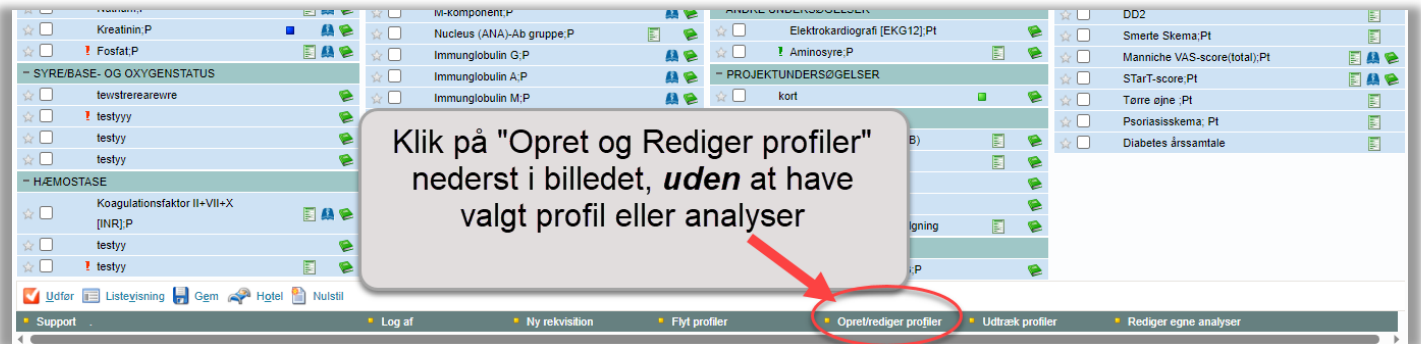 M-komponent;P
ANDRE UNDERSØGELSER
DD2
Kreatinin;P
Nucleus (ANA)-Ab gruppe;P
Elektrokardiografi [EKG12];Pt
Smerte Skema;Pt
! Fosfat;P
Immunglobulin G;P
! Aminosyre;P
Manniche VAS-score(total);Pt
− SYRE/BASE- OG OXYGENSTATUS
Immunglobulin A;P
− PROJEKTUNDERSØGELSER
STarT-score;Pt
tewstrerearewre
Immunglobulin M;P
kort
Tørre øjne ;Pt
! testyyy
Psoriasisskema; Pt
testyy
B)
Diabetes årssamtale
testyy
− HÆMOSTASE
Koagulationsfaktor II+VII+X
[INR];P
lgning
testyy
! testyy
;P
Klik på "Opret og Rediger profiler"
nederst i billedet, uden at have
valgt profil eller analyser
Udfør Listevisning Gem Hotel Nulstil
Support . Log af Ny rekvisition Flyt profiler Opret/rediger profiler Udtræk profiler Rediger egne analyser